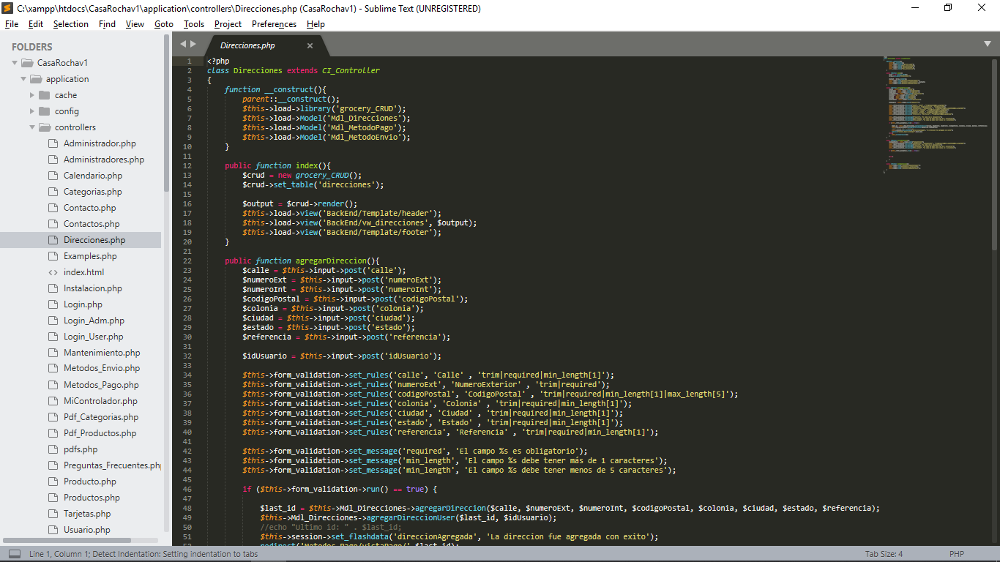 C:\xampp\htdocs\CasaRochav1\application\controllers\Direcciones.php (CasaRochav1) - Sublime Text (UNREGISTERED)
File Edit Selection Find View Goto Tools Project Preferences Help
FOLDERS
CasaRochav1
application
cache
config
controllers
Administrador.php
Administradores.php
Calendario.php
Categorias.php
Contacto.php
Contactos.php
Direcciones.php
Examples.php
index.html
Instalacion.php
Login.php
Login_Adm.php
Login_User.php
Mantenimiento.php
Metodos_Envio.php
Metodos_Pago.php
MiControlador.php
Pdf_Categorias.php
Pdf_Productos.php
pdfs.php
Preguntas_Frecuentes.ph
Producto.php
Productos.php
Tarjetas.php
Usuario.php
Direcciones.php
1 <?php
2 class Direcciones extends CI_Controller
3 {
4 function __construct(){
5 parent::__construct();
6 $this->load->library('grocery_CRUD');
7 $this->load->Model('Mdl_Direcciones');
8 $this->load->Model('Mdl_MetodoPago');
9 $this->load->Model('Mdl_MetodoEnvio');
10 }
11
12 public function index(){
13 $crud = new grocery_CRUD();
14 $crud->set_table('direcciones');
15
16 $output = $crud->render();
17 $this->load->view('BackEnd/Template/header');
18 $this->load->view('BackEnd/vw_direcciones', $output);
19 $this->load->view('BackEnd/Template/footer');
20 }
21
22 public function agregarDireccion(){
23 $calle = $this->input->post('calle');
24 $numeroExt = $this->input->post('numeroExt');
25 $numeroInt = $this->input->post('numeroInt');
26 $codigoPostal = $this->input->post('codigoPostal');
27 $colonia = $this->input->post('colonia');
28 $ciudad = $this->input->post('ciudad');
29 $estado = $this->input->post('estado');
30 $referencia = $this->input->post('referencia');
31
32 $idUsuario = $this->input->post('idUsuario');
33
34 $this->form_validation->set_rules('calle', 'Calle' , 'trim|required|min_length[1]');
35 $this->form_validation->set_rules('numeroExt', 'NumeroExterior' , 'trim|required');
36 $this->form_validation->set_rules('codigoPostal', 'CodigoPostal' , 'trim|required|min_length[1]|max_length[5]');
37 $this->form_validation->set_rules('colonia', 'Colonia' , 'trim|required|min_length[1]');
38 $this->form_validation->set_rules('ciudad', 'Ciudad' , 'trim|required|min_length[1]');
39 $this->form_validation->set_rules('estado', 'Estado' , 'trim|required|min_length[1]');
40 $this->form_validation->set_rules('referencia', 'Referencia' , 'trim|required|min_length[1]');
41
42 $this->form_validation->set_message('required', 'El campo %s es obligatorio');
43 $this->form_validation->set_message('min_length', 'El campo %s debe tener más de 1 caracteres');
44 $this->form_validation->set_message('min_length', 'El campo %s debe tener menos de 5 caracteres');
45
46 if ($this->form_validation->run() == true) {
47
48 $last_id = $this->Mdl_Direcciones->agregarDireccion($calle, $numeroExt, $numeroInt, $codigoPostal, $colonia, $ciudad, $estado, $referencia);
49 $this->Mdl_Direcciones->agregarDireccionUser($last_id, $idUsuario);
50 //echo "Ultimo id: " . $last_id;
51 $this->session->set_flashdata('direccionAgregada', 'La direccion fue agregada con exito');
52 redirect('Metodos_Pago/vistaPago/' $last_id);
Line 1, Column 1; Detect Indentation: Setting indentation to tabs
Tab Size: 4
PHP